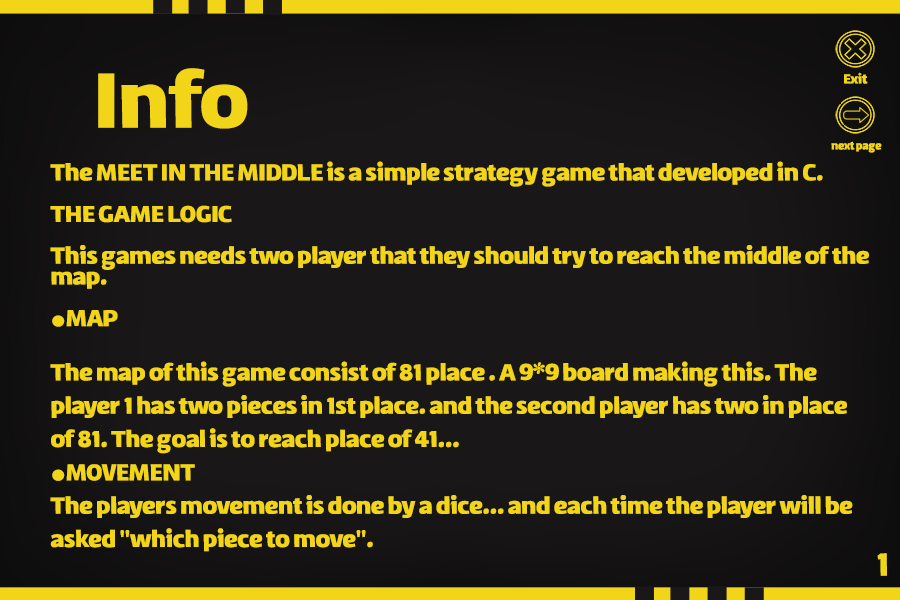 Info
Exit
next page
The MEET IN THE MIDDLE is a simple strategy game that developed in C.
THE GAME LOGIC
This games needs two player that they should try to reach the middle of the
map.
●MAP
The map of this game consist of 81 place . A 9*9 board making this. The
player 1 has two pieces in 1st place. and the second player has two in place
of 81. The goal is to reach place of 41...
●MOVEMENT
The players movement is done by a dice... and each time the player will be
asked "which piece to move".
1